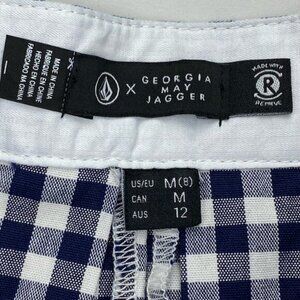 MADE IN CHINA
FABRIQUE EN CHINE
HECHO EN CHINA
FABRICADO NA CHINA
X
GEORGIA
MAY
JAGGER
MADE WITH
R
REPREVE
US/EU M(8)
CAN M
AUS 12